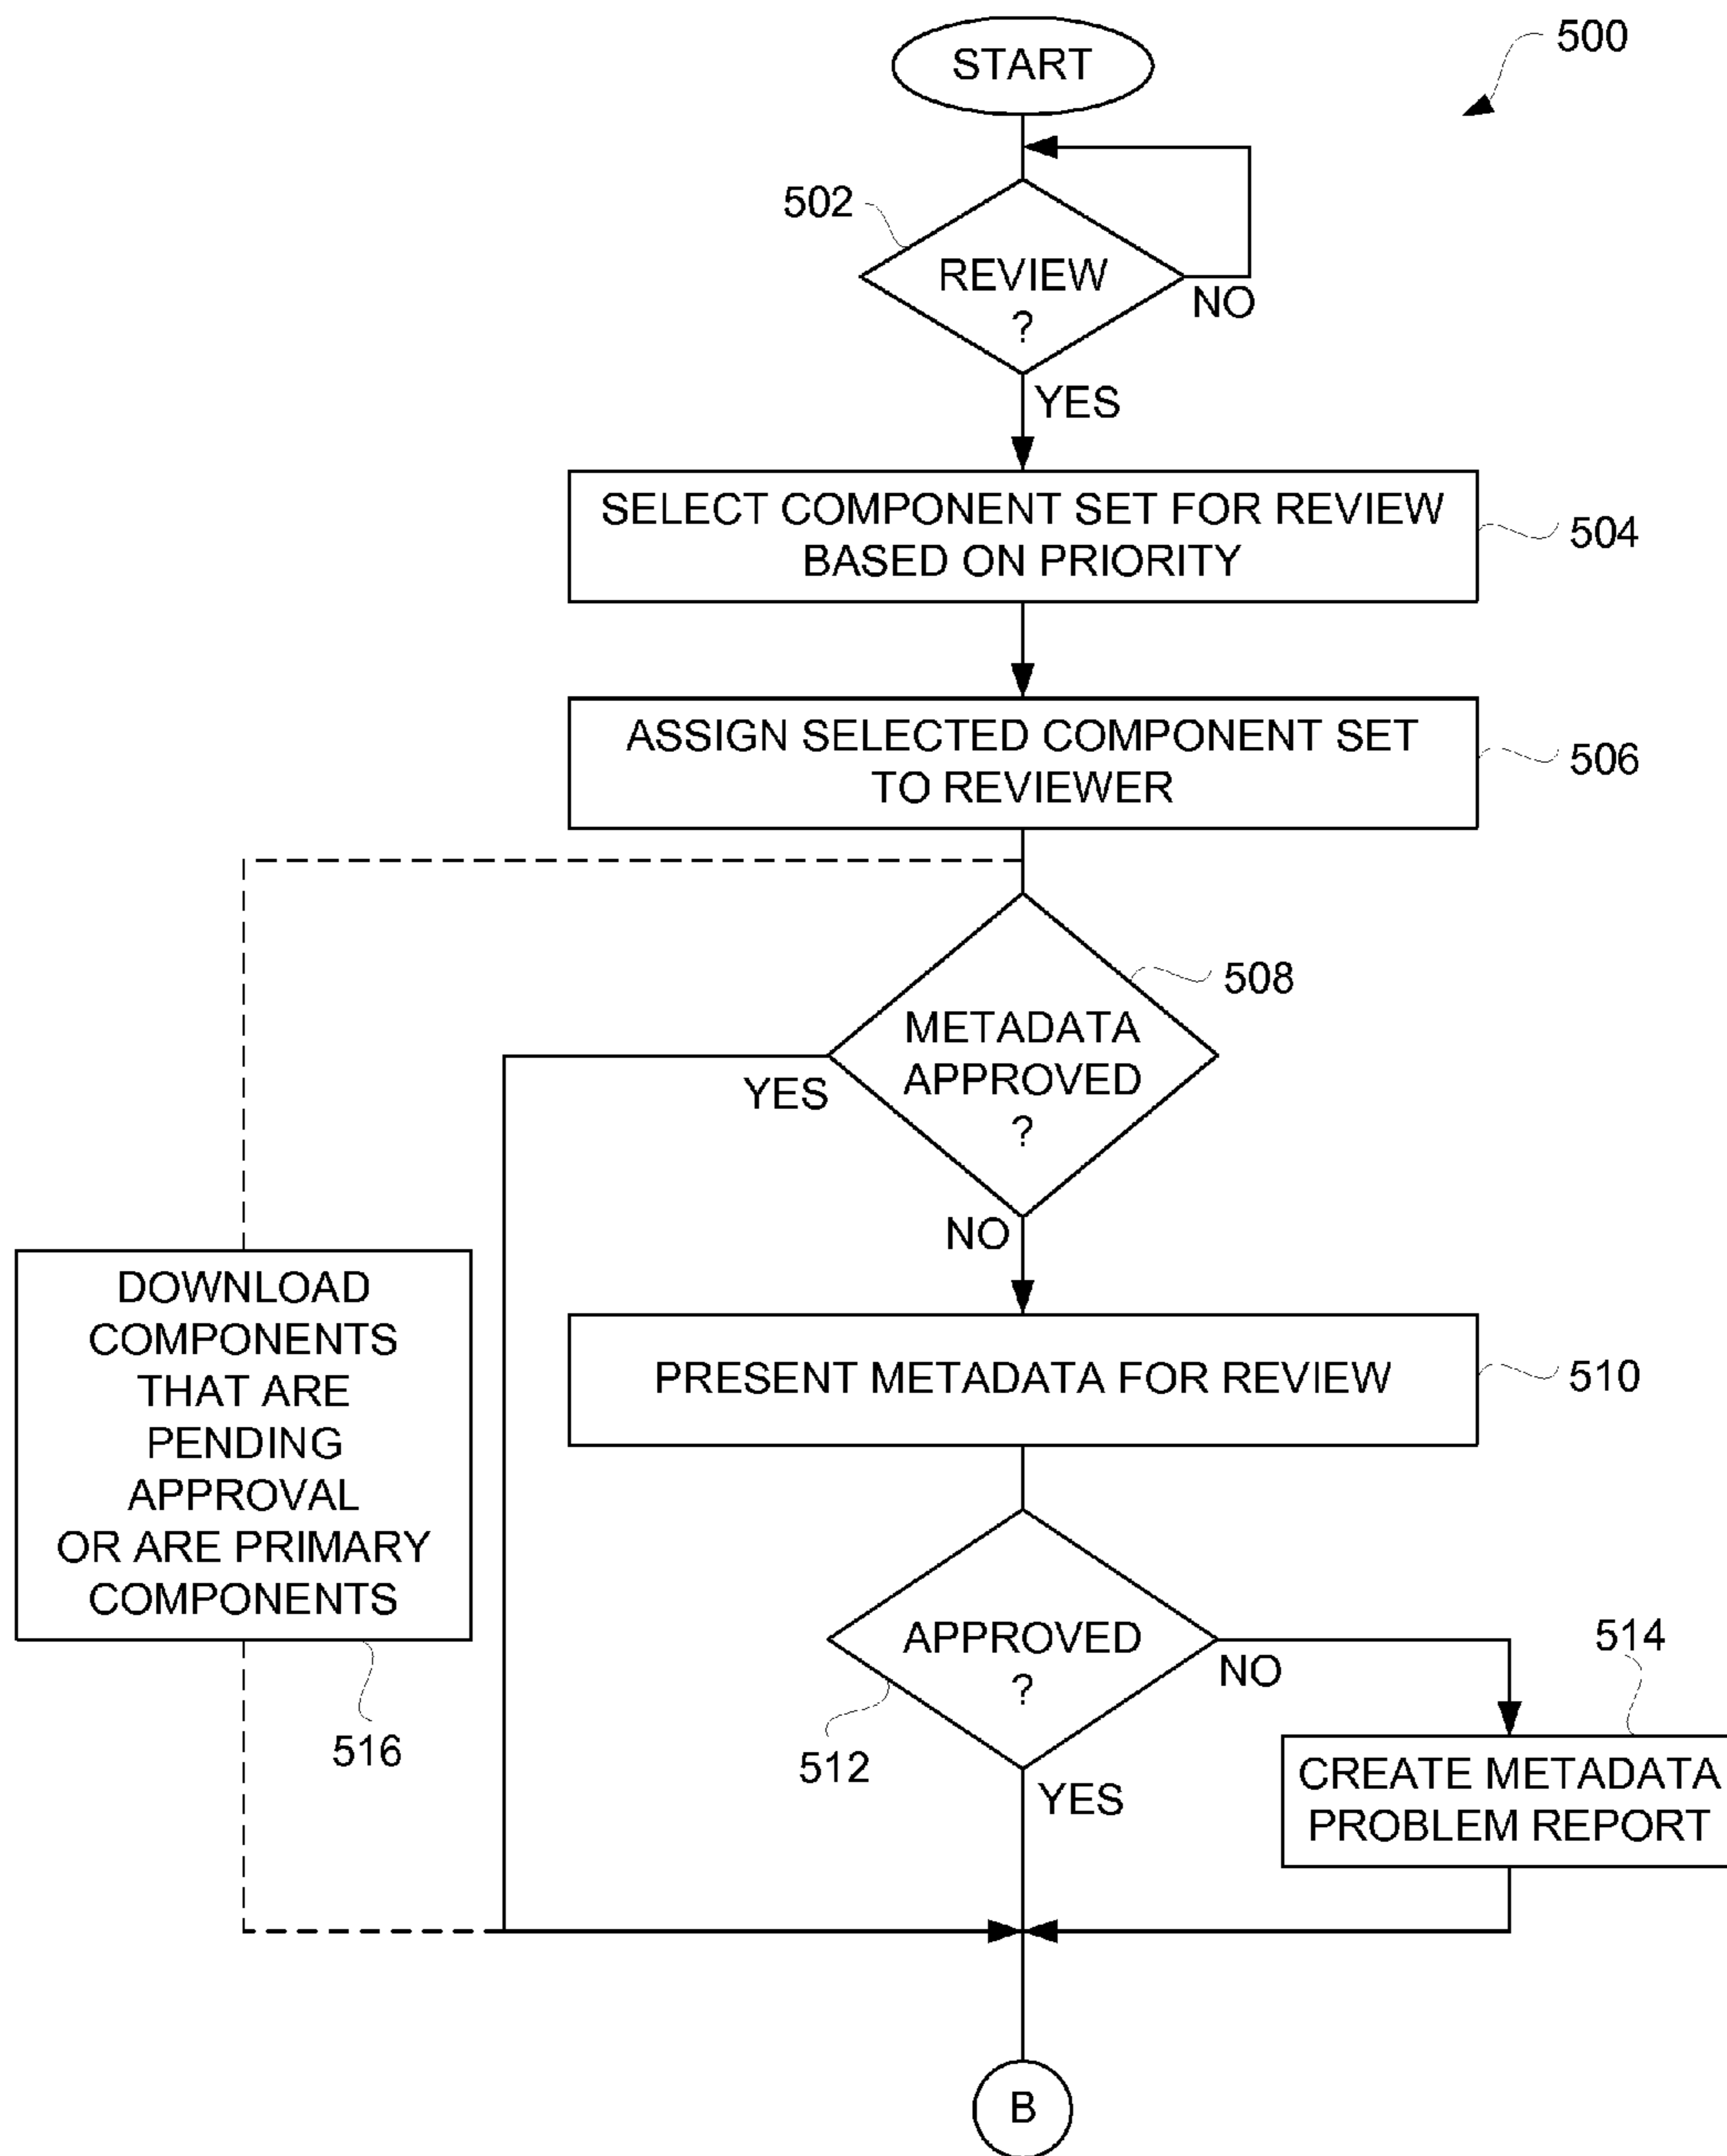 START
500
502
REVIEW
?
NO
YES
SELECT COMPONENT SET FOR REVIEW
BASED ON PRIORITY
504
ASSIGN SELECTED COMPONENT SET
TO REVIEWER
506
508
METADATA
APPROVED
?
YES
NO
DOWNLOAD
COMPONENTS
THAT ARE
PENDING
APPROVAL
OR ARE PRIMARY
COMPONENTS
516
PRESENT METADATA FOR REVIEW
510
APPROVED
?
NO
512
YES
514
CREATE METADATA
PROBLEM REPORT
B